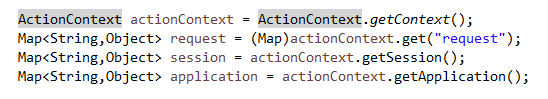 ActionContext actionContext = ActionContext.getContext();
Map<String,Object> request = (Map)actionContext.get("request");
Map<String,Object> session = actionContext.getSession();
Map<String,Object> application = actionContext.getApplication();